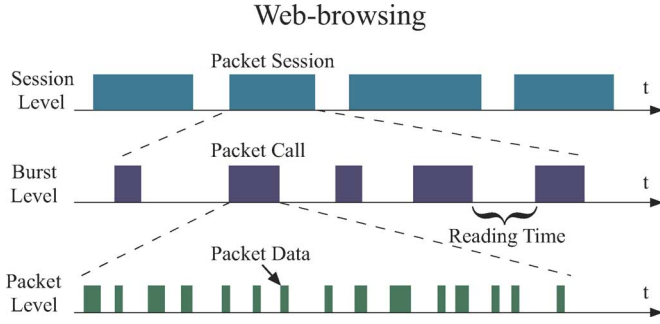 Web-browsing
Packet Session
Session
Level
t
Packet Call
Burst
Level
t
Reading Time
Packet Data
Packet
Level
t